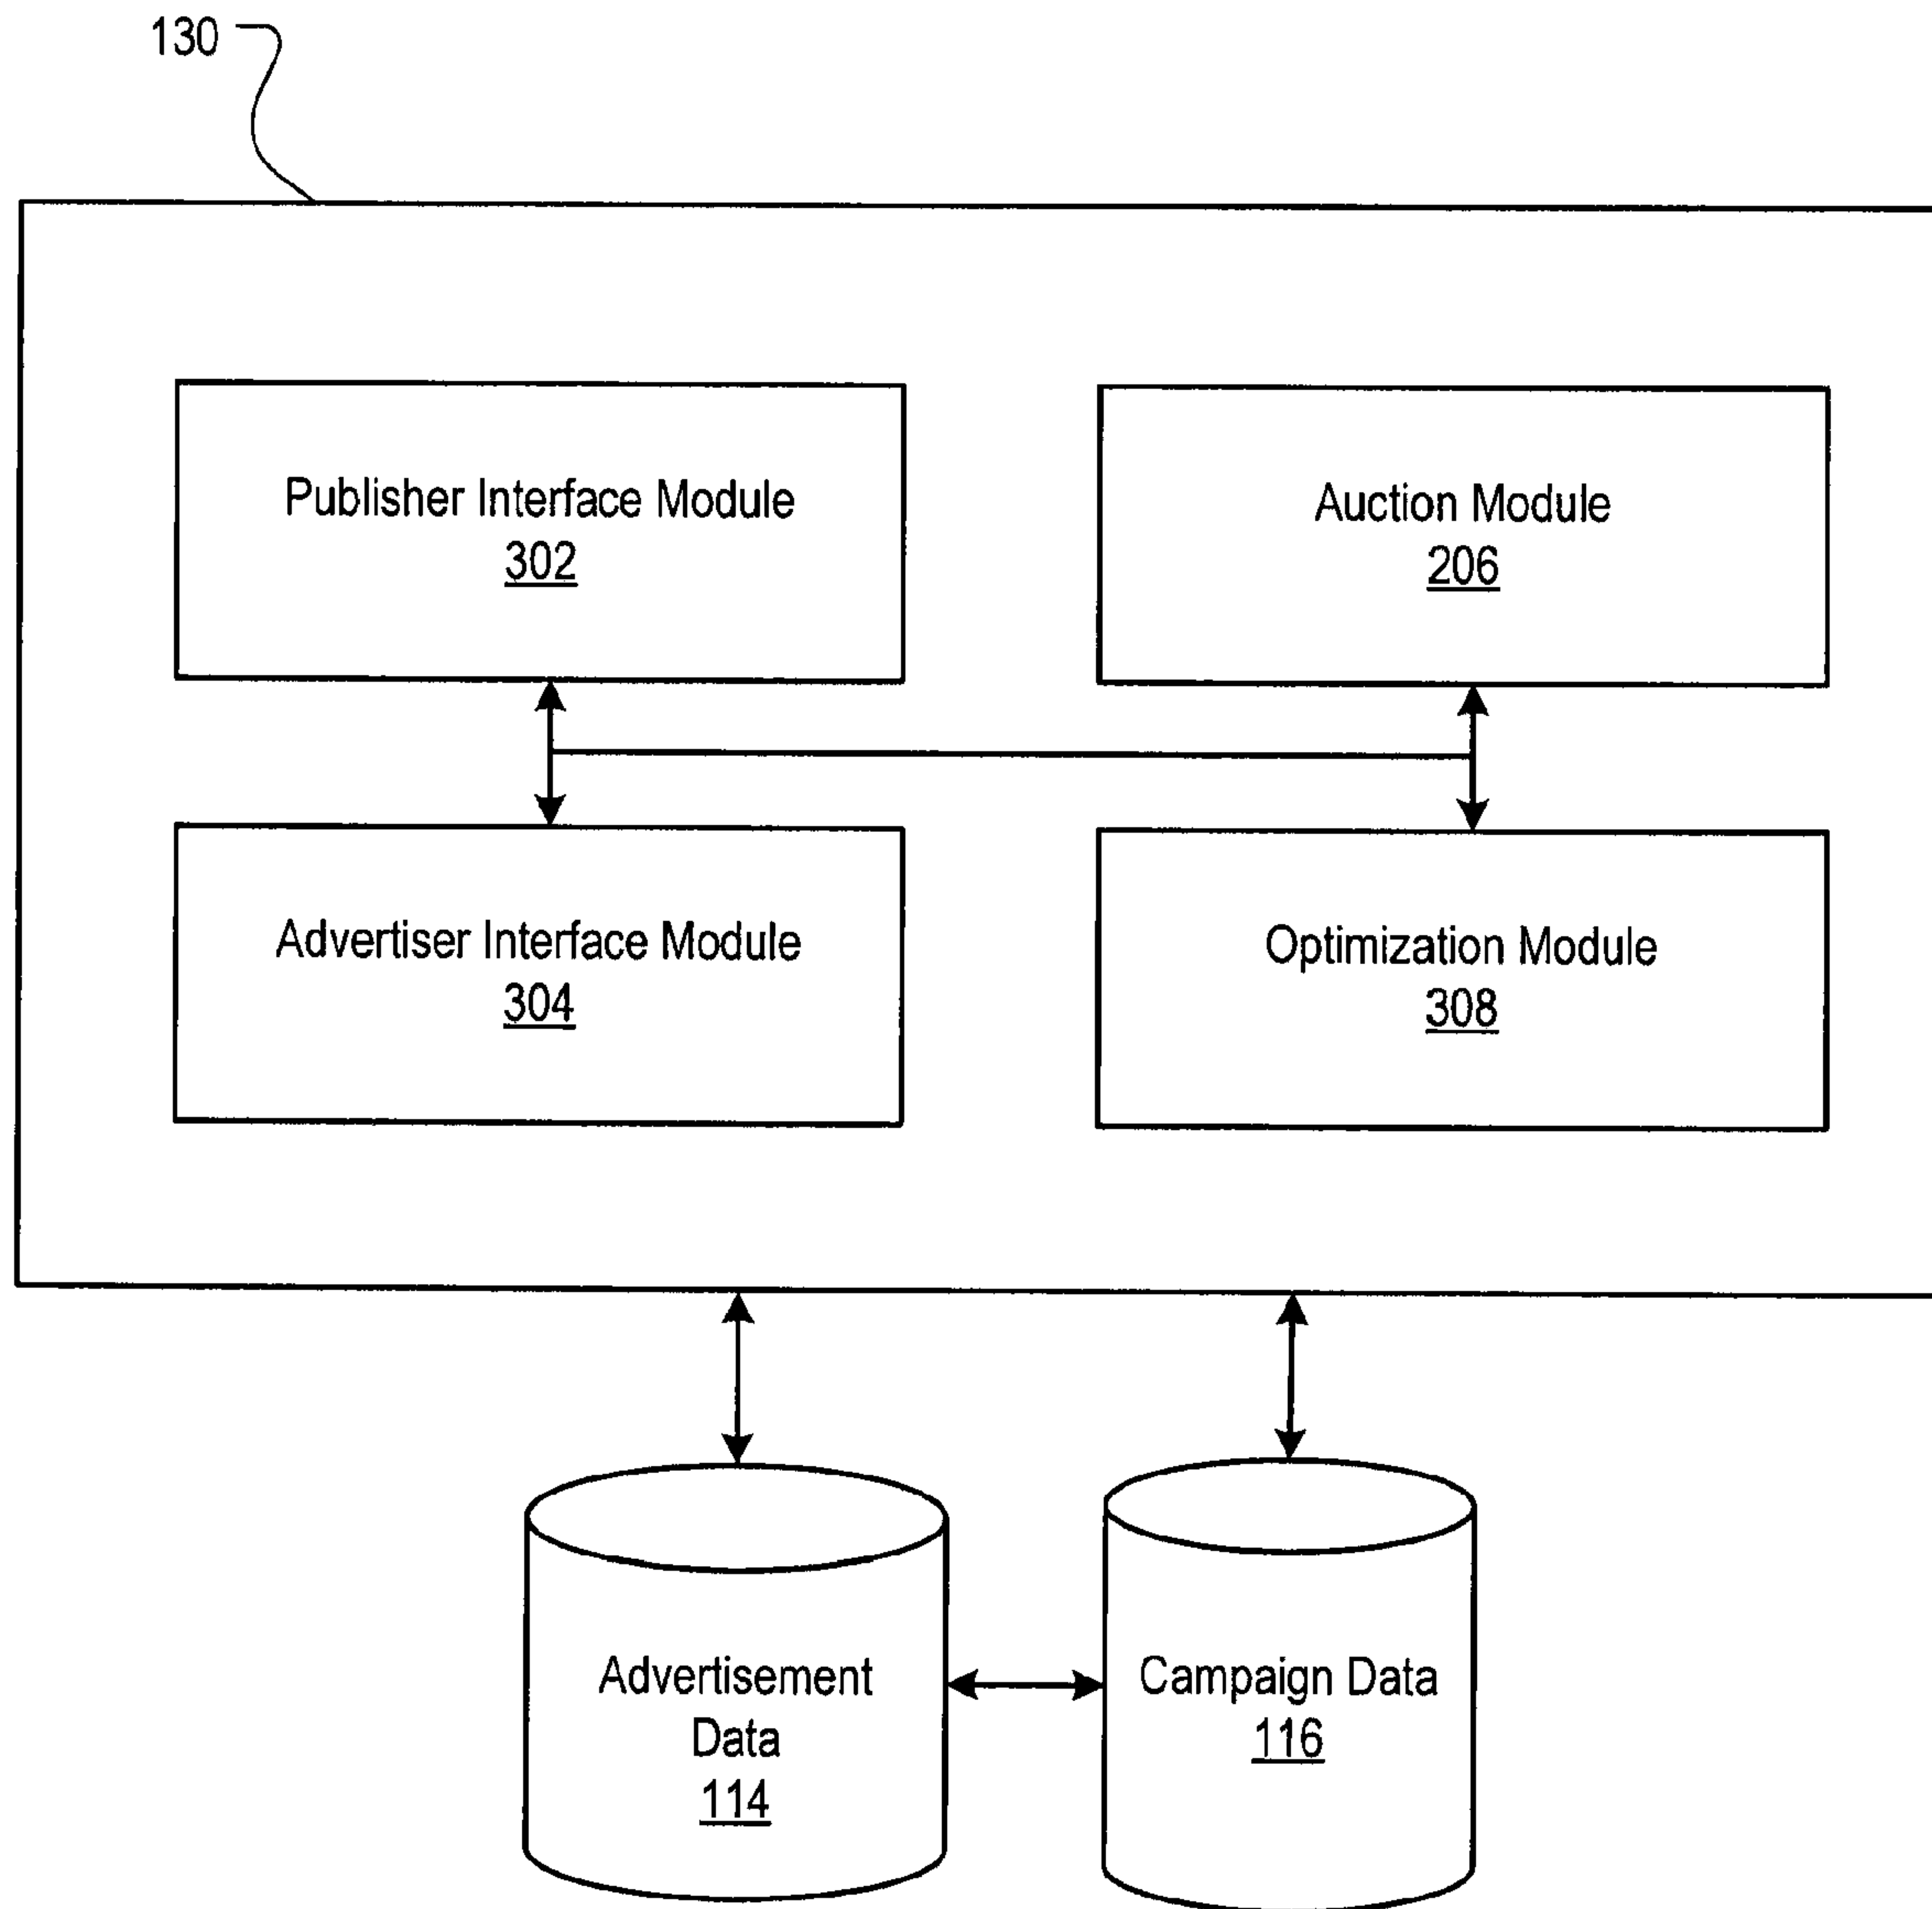 130
Publisher Interface Module
302
Auction Module
206
Advertiser Interface Module
304
Optimization Module
308
Advertisement
Data
114
Campaign Data
116